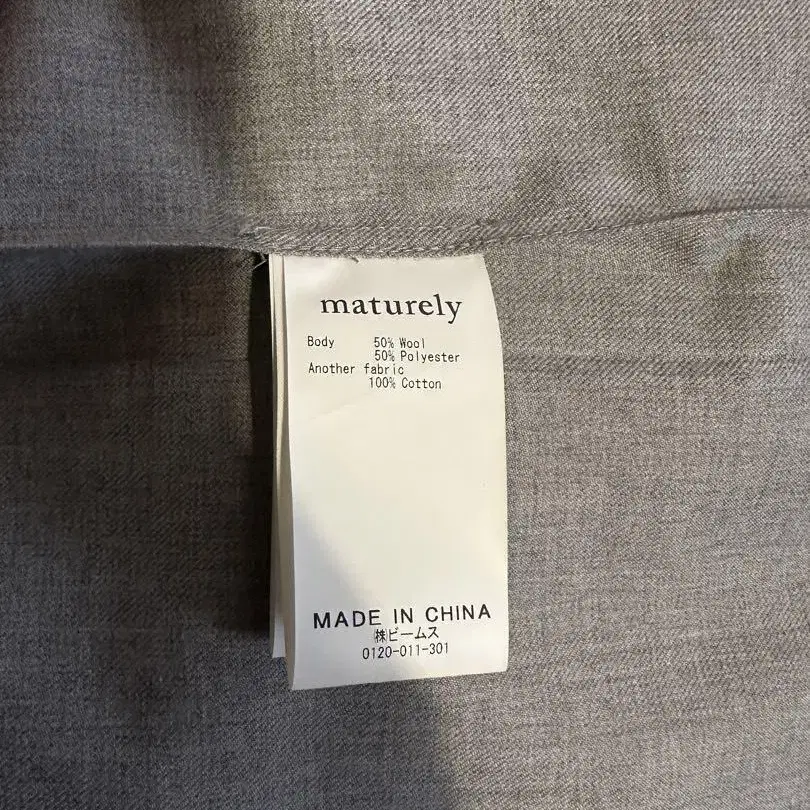 maturely
Body 50% Wool
50% Polyester
Another fabric
100% Cotton
MADE IN CHINA
㈱ビームス
0120-011-301